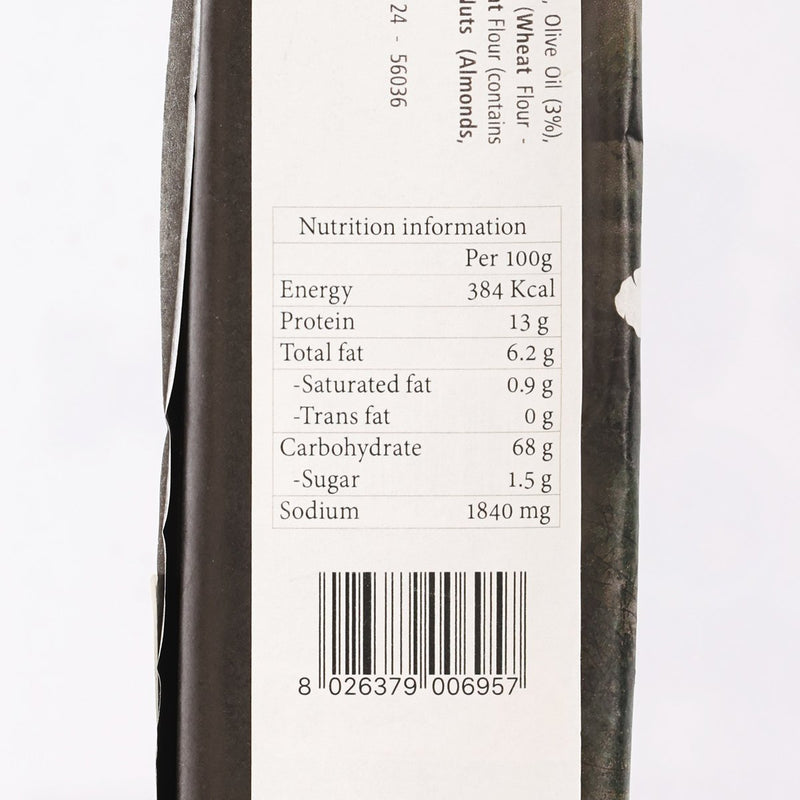 , Olive Oil (3%),
(Wheat Flour -
Flour (contains
(Almonds,
24 - 56036
Nutrition information
Per 100g
Energy 384 Kcal
Protein 13 g
Total fat 6.2 g
-Saturated fat 0.9 g
-Trans fat 0 g
Carbohydrate 68 g
-Sugar 1.5 g
Sodium 1840 mg
8 026379 006957